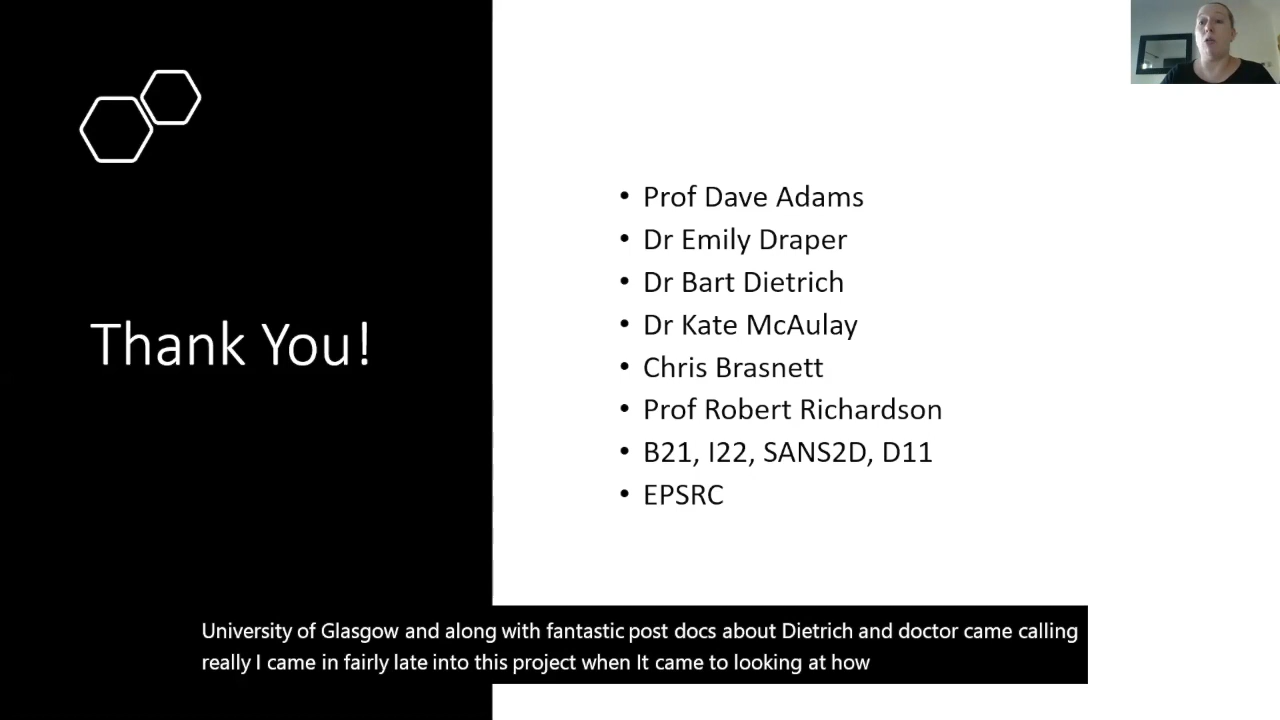 Thank You!
• Prof Dave Adams
• Dr Emily Draper
• Dr Bart Dietrich
• Dr Kate McAulay
• Chris Brasnett
• Prof Robert Richardson
• B21, I22, SANS2D, D11
• EPSRC
University of Glasgow and along with fantastic post docs about Dietrich and doctor came calling
really I came in fairly late into this project when It came to looking at how